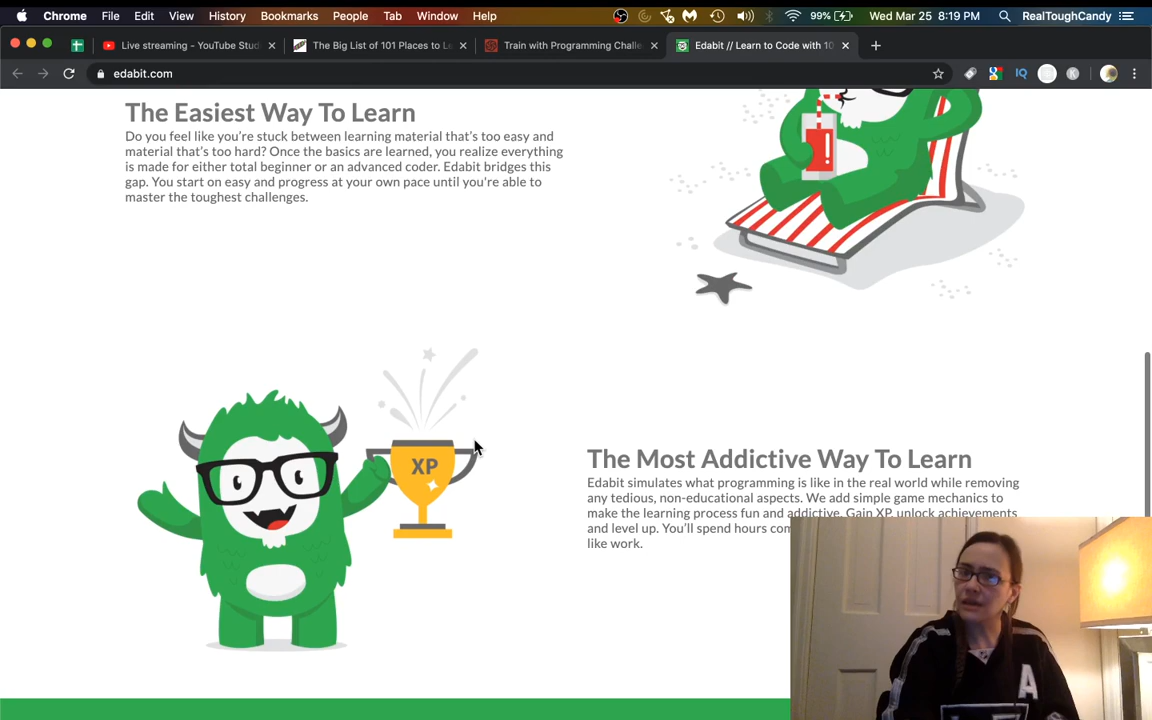 Chrome File Edit View History Bookmarks People Tab Window Help 99% Wed Mar 25 8:19 PM RealToughCandy
Live streaming - YouTube Stud
The Big List of 101 Places to Le
Train with Programming Challe
Edabit // Learn to Code with 10
edabit.com
IQ
K
The Easiest Way To Learn
Do you feel like you're stuck between learning material that's too easy and
material that's too hard? Once the basics are learned, you realize everything
is made for either total beginner or an advanced coder. Edabit bridges this
gap. You start on easy and progress at your own pace until you're able to
master the toughest challenges.
XP
The Most Addictive Way To Learn
Edabit simulates what programming is like in the real world while removing
any tedious, non-educational aspects. We add simple game mechanics to
make the learning process fun and addictive. Gain XP, unlock achievements
and level up. You'll spend hours com
like work.
A